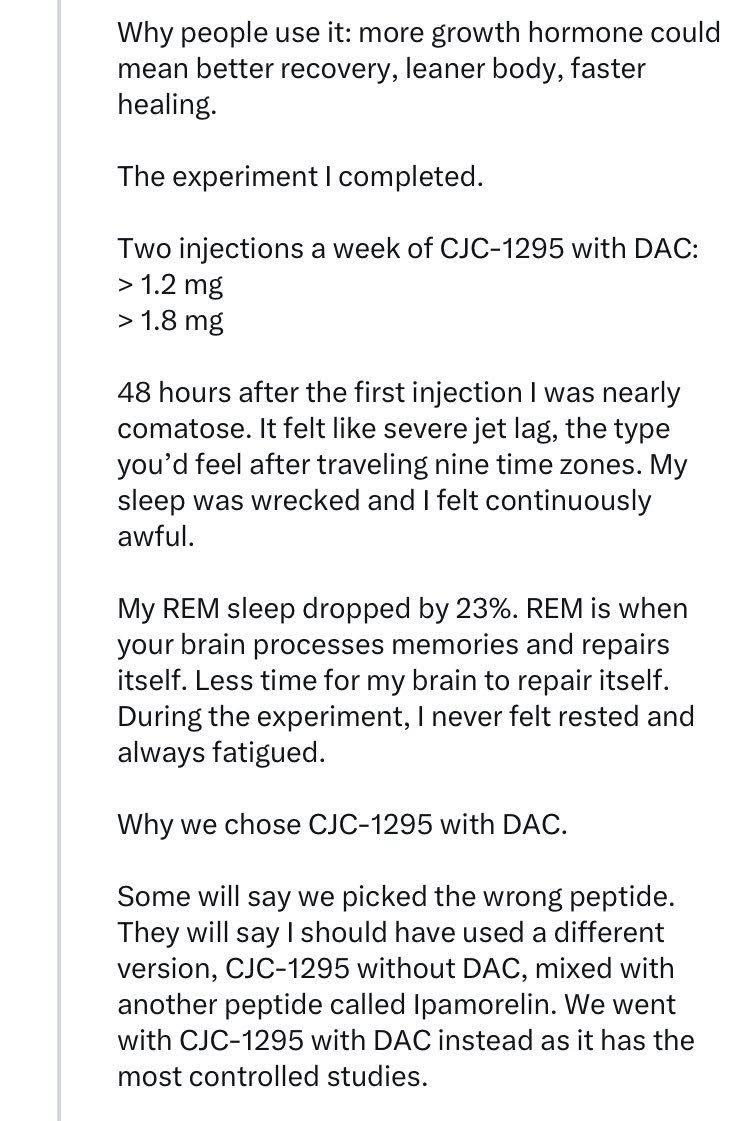 Why people use it: more growth hormone could
mean better recovery, leaner body, faster
healing.
The experiment I completed.
Two injections a week of CJC-1295 with DAC:
> 1.2 mg
> 1.8 mg
48 hours after the first injection I was nearly
comatose. It felt like severe jet lag, the type
you’d feel after traveling nine time zones. My
sleep was wrecked and I felt continuously
awful.
My REM sleep dropped by 23%. REM is when
your brain processes memories and repairs
itself. Less time for my brain to repair itself.
During the experiment, I never felt rested and
always fatigued.
Why we chose CJC-1295 with DAC.
Some will say we picked the wrong peptide.
They will say I should have used a different
version, CJC-1295 without DAC, mixed with
another peptide called Ipamorelin. We went
with CJC-1295 with DAC instead as it has the
most controlled studies.